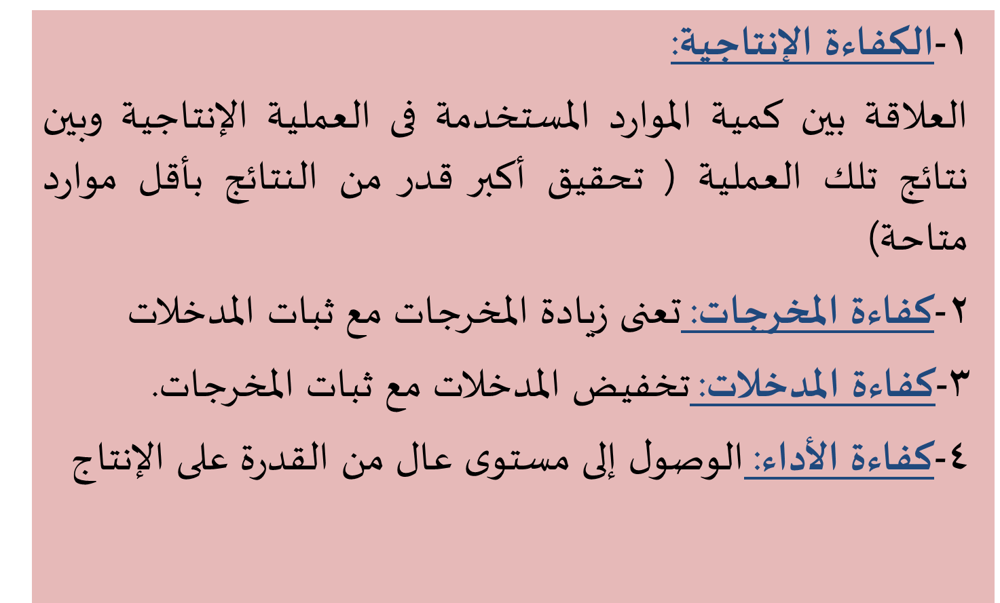 ١-الكفاءة الإنتاجية:
العلاقة بين كمية الموارد المستخدمة فى العملية الإنتاجية وبين
نتائج تلك العملية ( تحقيق أكبر قدر من النتائج بأقل موارد
متاحة)
٢-كفاءة المخرجات: تعنى زيادة المخرجات مع ثبات المدخلات
٣-كفاءة المدخلات: تخفيض المدخلات مع ثبات المخرجات.
٤-كفاءة الأداء: الوصول إلى مستوى عال من القدرة على الإنتاج